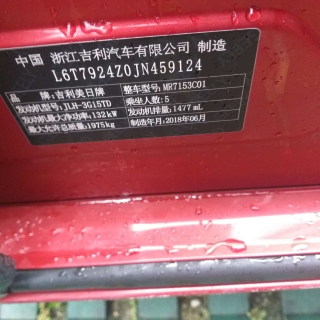 中国 浙江吉利汽车有限公司 制造
L6T7924Z0JN459124
品牌:吉利美日牌 整车型号:MR7153C01
发动机型号:JLH-3G15TD 乘坐人数:5
发动机最大净功率:132kW 发动机排量:1477mL
最大允许总质量:1975kg 制造年月:2018年06月